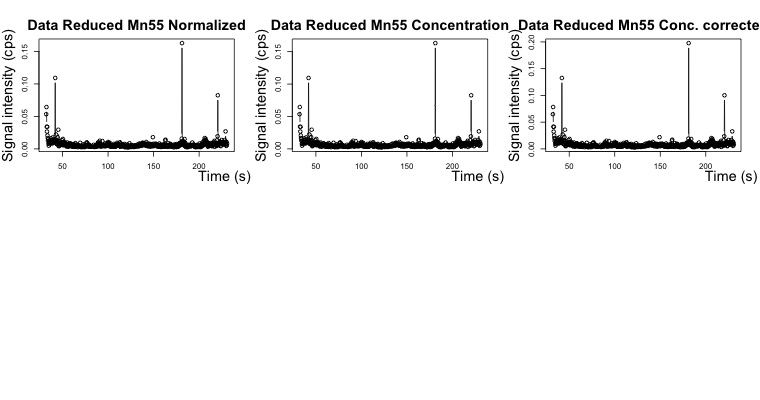 Data Reduced Mn55 Normalized
Signal intensity (cps)
0.00 0.05 0.10 0.15
50 100 150 200
Time (s)
Data Reduced Mn55 Concentration
Signal intensity (cps)
0.00 0.05 0.10 0.15
50 100 150 200
Time (s)
Data Reduced Mn55 Conc. correcte
Signal intensity (cps)
0.00 0.05 0.10 0.15 0.20
50 100 150 200
Time (s)